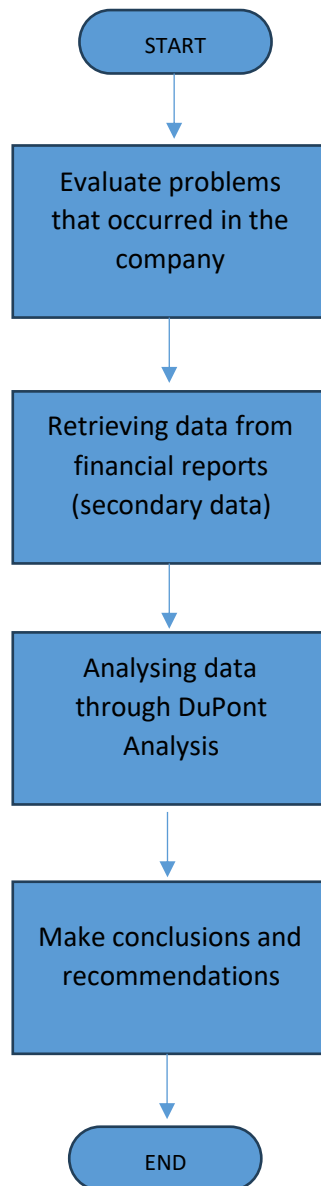 START
Evaluate problems
that occurred in the
company
Retrieving data from
financial reports
(secondary data)
Analysing data
through DuPont
Analysis
Make conclusions and
recommendations
END